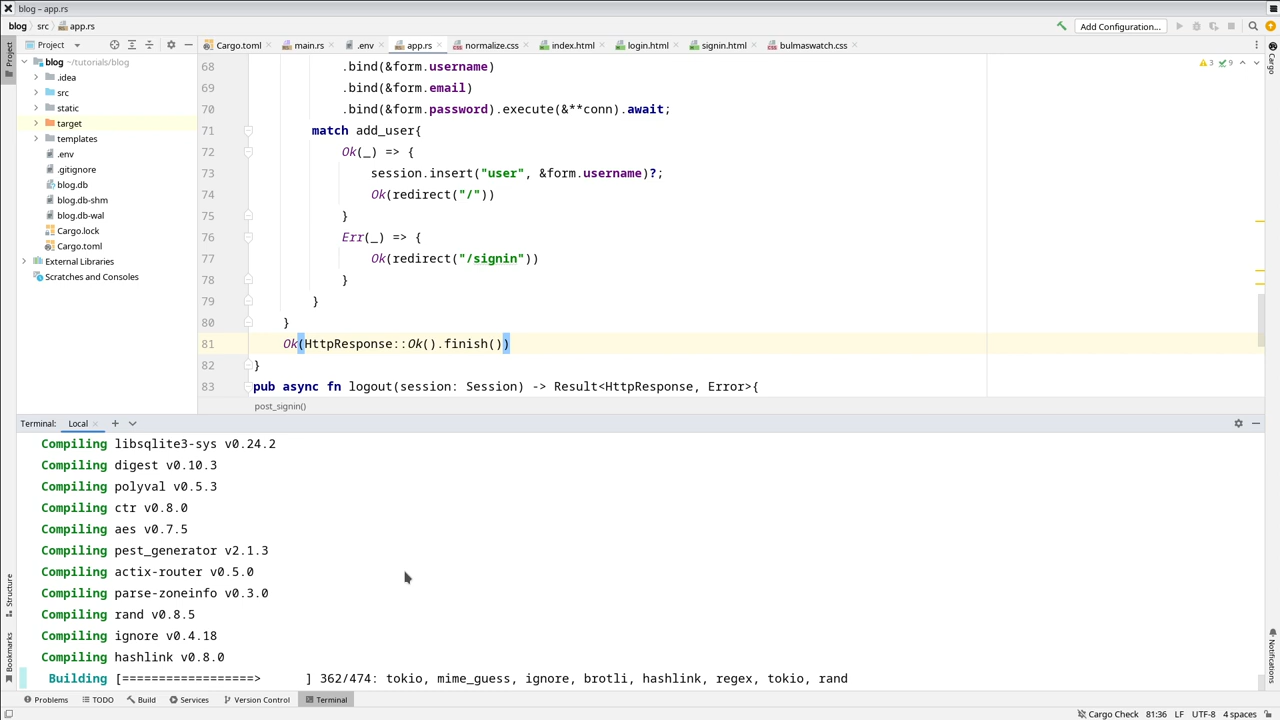 blog – app.rs
blog src app.rs Add Configuration...
Project Cargo.toml main.rs .env app.rs normalize.css index.html login.html signin.html bulmaswatch.css
Project
Cargo
blog ~/tutorials/blog
.idea
src
static
target
templates
.env
.gitignore
blog.db
blog.db-shm
blog.db-wal
Cargo.lock
Cargo.toml
External Libraries
Scratches and Consoles
3 9
68 .bind(&form.username)
69 .bind(&form.email)
70 .bind(&form.password).execute(&**conn).await;
71 match add_user{
72 Ok(_) => {
73 session.insert("user", &form.username)?;
74 Ok(redirect("/"))
75 }
76 Err(_) => {
77 Ok(redirect("/signin"))
78 }
79 }
80 }
81 Ok(HttpResponse::Ok().finish())
82 }
83 pub async fn logout(session: Session) -> Result<HttpResponse, Error>{
post_signin()
Terminal: Local
Compiling libsqlite3-sys v0.24.2
Compiling digest v0.10.3
Compiling polyval v0.5.3
Compiling ctr v0.8.0
Compiling aes v0.7.5
Compiling pest_generator v2.1.3
Compiling actix-router v0.5.0
Compiling parse-zoneinfo v0.3.0
Compiling rand v0.8.5
Compiling ignore v0.4.18
Compiling hashlink v0.8.0
Building [==================> ] 362/474: tokio, mime_guess, ignore, brotli, hashlink, regex, tokio, rand
Structure
Bookmarks
Notifications
Problems TODO Build Services Version Control Terminal
Cargo Check 81:36 LF UTF-8 4 spaces